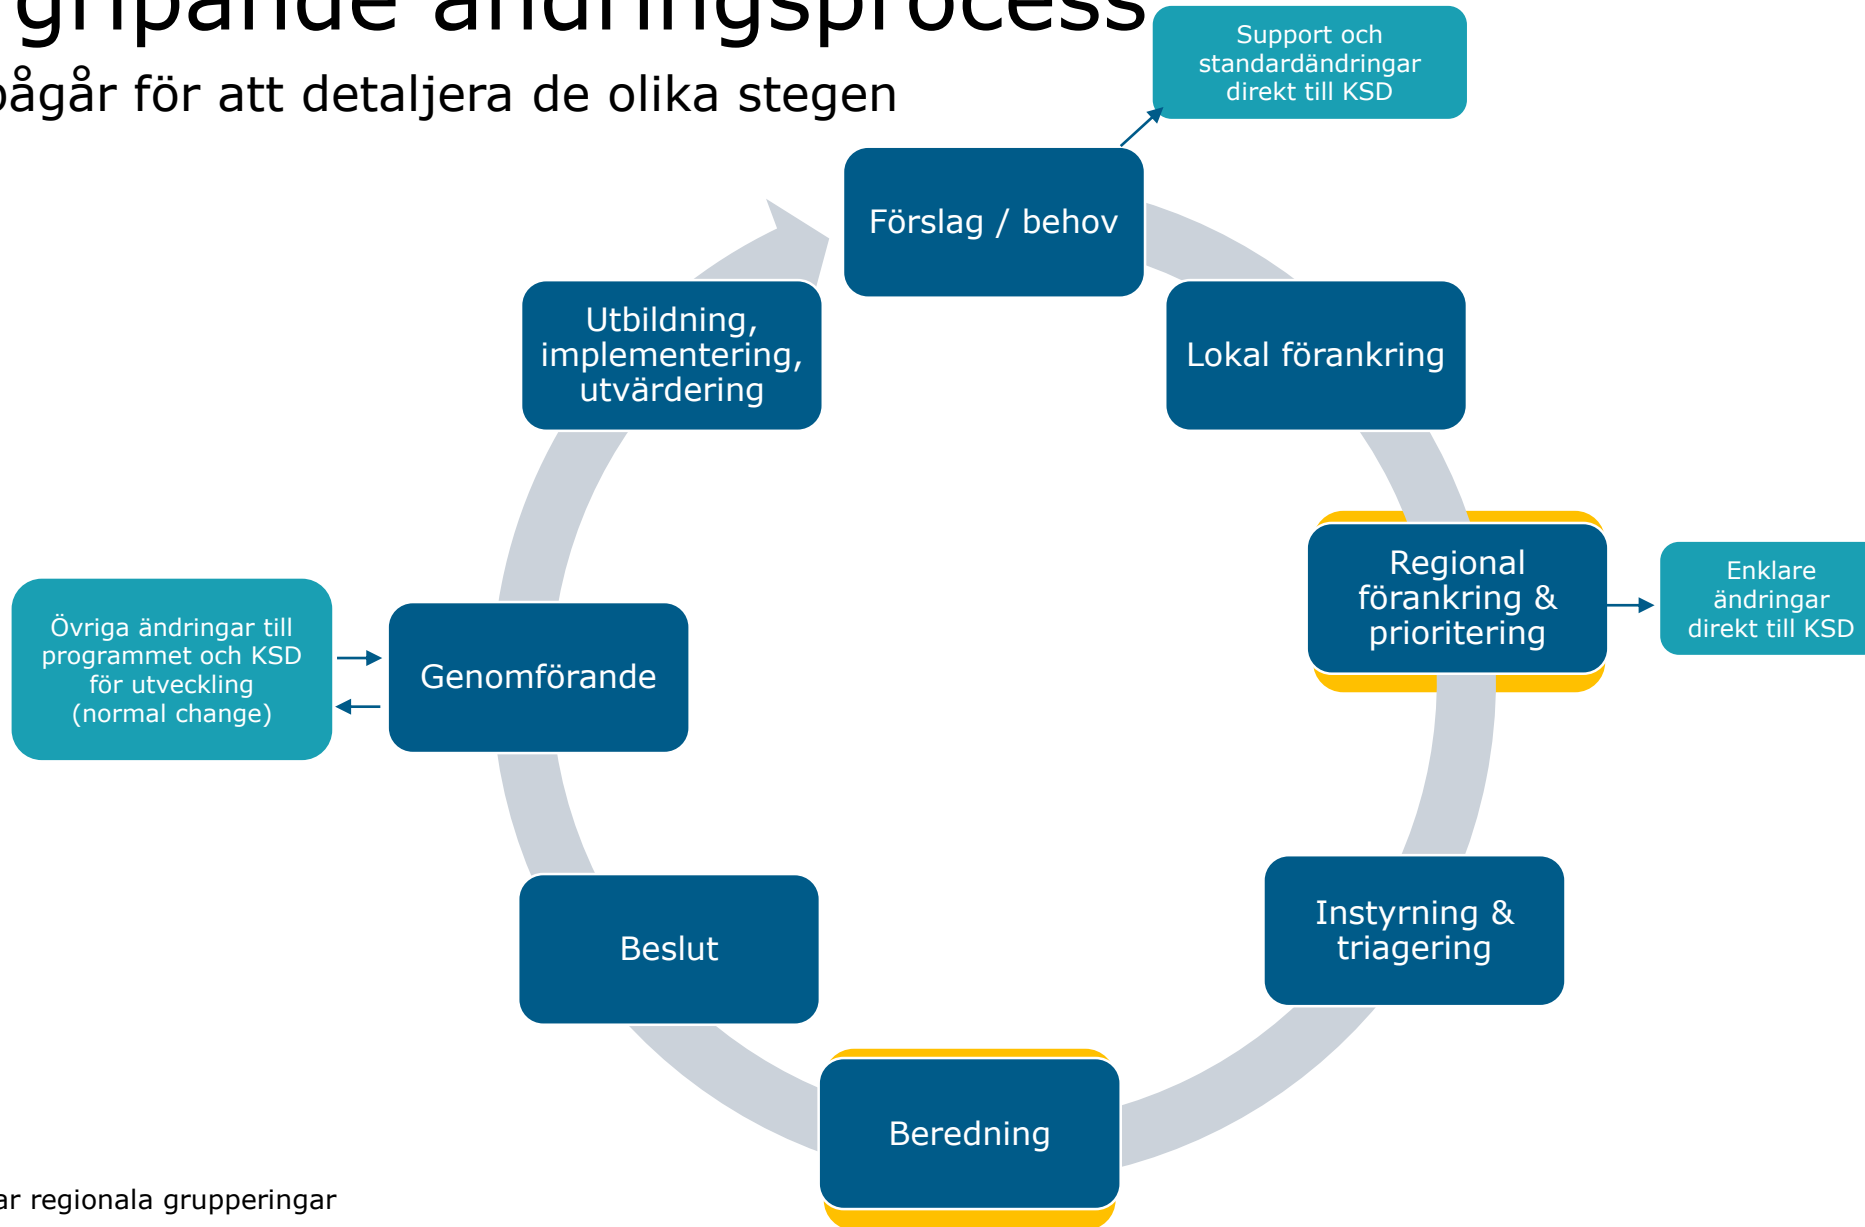 gripande ändringsprocess
pågår för att detaljera de olika stegen
Support och
standardändringar
direkt till KSD
Förslag / behov
Lokal förankring
Regional
förankring &
prioritering
Enklare
ändringar
direkt till KSD
Instyrning &
triagering
Beredning
Beslut
Genomförande
Övriga ändringar till
programmet och KSD
för utveckling
(normal change)
Utbildning,
implementering,
utvärdering
ar regionala grupperingar